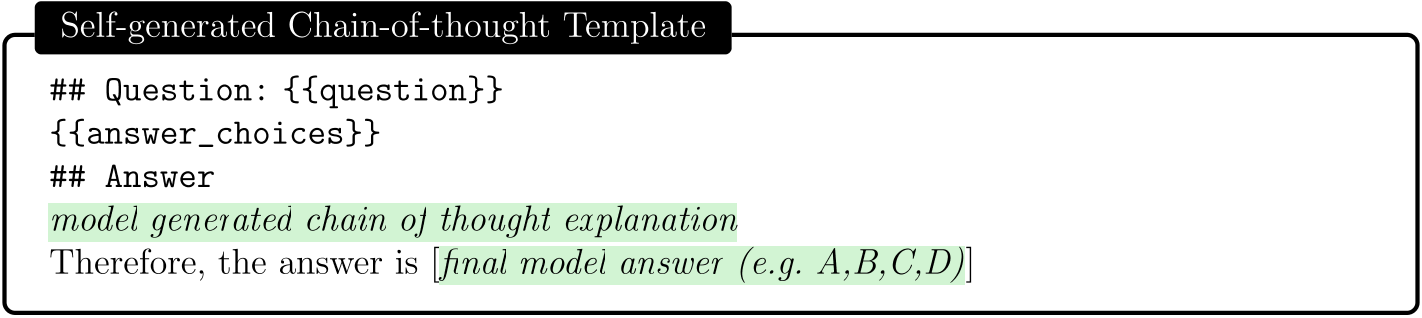 Self-generated Chain-of-thought Template
## Question: {{question}}
{{answer_choices}}
## Answer
model generated chain of thought explanation
Therefore, the answer is [final model answer (e.g. A,B,C,D)]